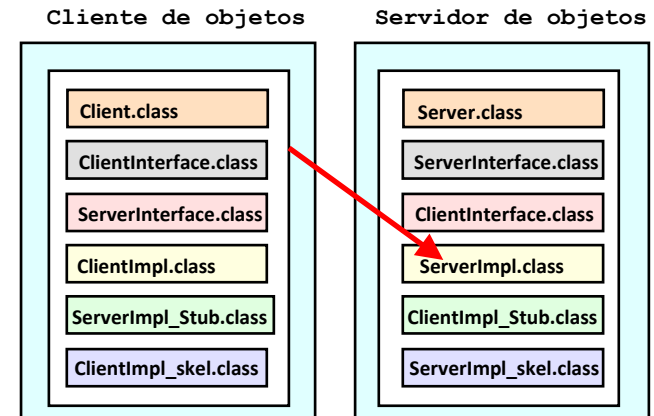 Cliente de objetos
Client.class
ClientInterface.class
ServerInterface.class
ClientImpl.class
ServerImpl_Stub.class
ClientImpl_skel.class
Servidor de objetos
Server.class
ServerInterface.class
ClientInterface.class
ServerImpl.class
ClientImpl_Stub.class
ServerImpl_skel.class